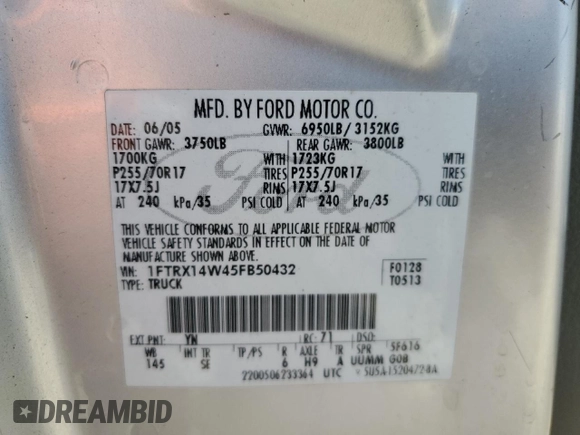 MFD. BY FORD MOTOR CO.
DATE: 06/05 GVWR: 6950LB/ 3152KG
FRONT GAWR: 3750LB REAR GAWR: 3800LB
1700KG WITH 1723KG WITH
P255/70R17 TIRES P255/70R17 TIRES
17X7.5J RIMS 17X7.5J RIMS
AT 240 kPa/35 PSI COLD AT 240 kPa/35 PSI COLD
Ford
THIS VEHICLE CONFORMS TO ALL APPLICABLE FEDERAL MOTOR
VEHICLE SAFETY STANDARDS IN EFFECT ON THE DATE OF
MANUFACTURE SHOWN ABOVE.
VIN: 1FTRX14W45FB50432 F0128
TYPE: TRUCK T0513
EXT PNT: YN RC: 71 DSO:
WB INT TR TP/PS R AXLE TR SPR 5F616
145 SE 6 H9 A UUMM GOB
2200506233364 UTC
DREAMBID